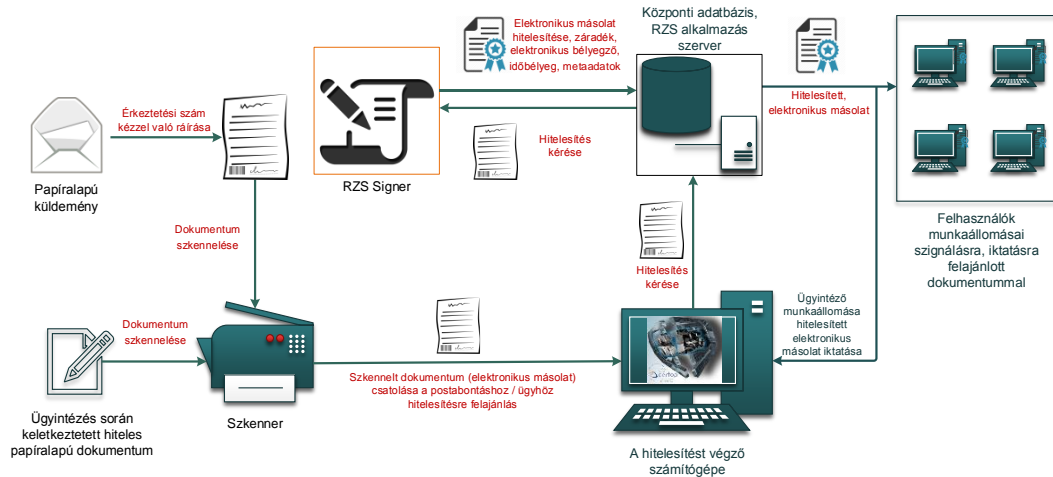 Elektronikus másolat
hitelesítése, záradék,
elektronikus bélyegző,
időbélyeg, metaadatok
Központi adatbázis,
RZS alkalmazás
szerver
Érkeztetési szám
kézzel való ráírása
Hitelesített,
elektronikus másolat
Hitelesítés
kérése
Papíralapú
küldemény
RZS Signer
Felhasználók
munkaállomásai
szignálásra, iktatásra
felajánlott
dokumentummal
Dokumentum
szkennelése
Hitelesítés
kérése
Ügyintéző
munkaállomása
hitelesített
elektronikus
másolat iktatása
Dokumentum
szkennelése
Szkennelt dokumentum (elektronikus másolat)
csatolása a postabontáshoz / ügyhöz
hitelesítésre felajánlás
Ügyintézés során
keletkeztetett hiteles
papíralapú dokumentum
Szkenner
A hitelesítést végző
számítógépe